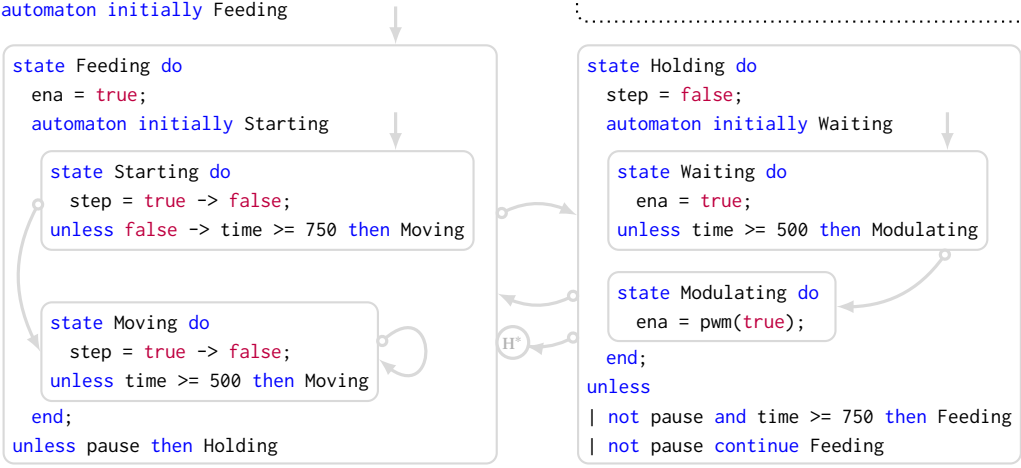 automaton initially Feeding
state Feeding do
ena = true;
automaton initially Starting
state Starting do
step = true -> false;
unless false -> time >= 750 then Moving
state Moving do
step = true -> false;
unless time >= 500 then Moving
end;
unless pause then Holding
H*
state Holding do
step = false;
automaton initially Waiting
state Waiting do
ena = true;
unless time >= 500 then Modulating
state Modulating do
ena = pwm(true);
end;
unless
| not pause and time >= 750 then Feeding
| not pause continue Feeding